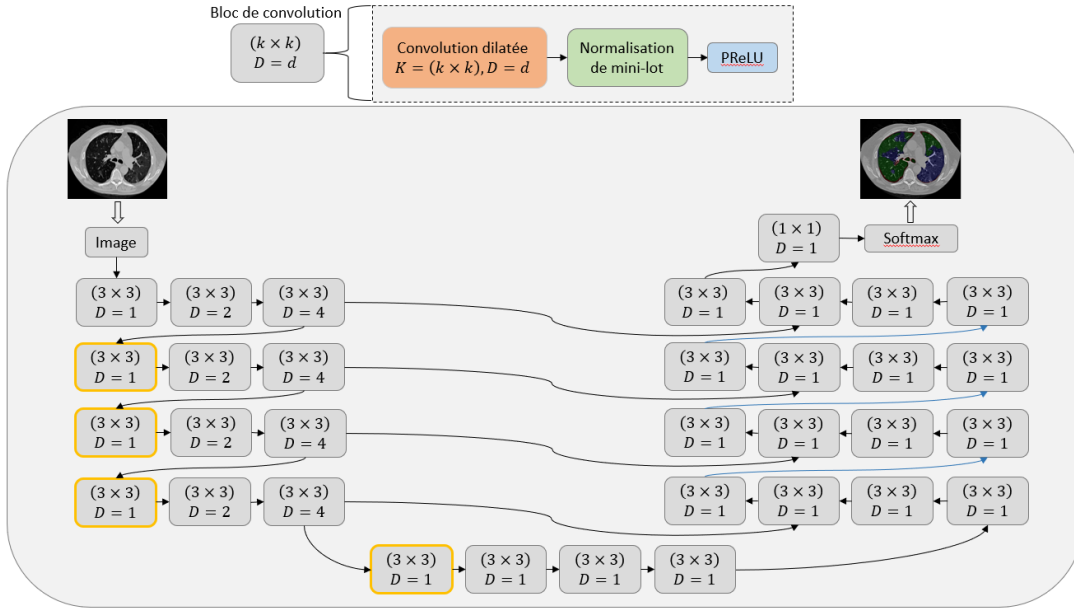 Bloc de convolution
(k × k)
D = d
Convolution dilatée
K = (k × k), D = d
Normalisation
de mini-lot
PReLU
Image
(1 × 1)
D = 1
Softmax
(3 × 3)
D = 1
(3 × 3)
D = 2
(3 × 3)
D = 4
(3 × 3)
D = 1
(3 × 3)
D = 1
(3 × 3)
D = 1
(3 × 3)
D = 1
(3 × 3)
D = 1
(3 × 3)
D = 2
(3 × 3)
D = 4
(3 × 3)
D = 1
(3 × 3)
D = 1
(3 × 3)
D = 1
(3 × 3)
D = 1
(3 × 3)
D = 1
(3 × 3)
D = 2
(3 × 3)
D = 4
(3 × 3)
D = 1
(3 × 3)
D = 1
(3 × 3)
D = 1
(3 × 3)
D = 1
(3 × 3)
D = 1
(3 × 3)
D = 2
(3 × 3)
D = 4
(3 × 3)
D = 1
(3 × 3)
D = 1
(3 × 3)
D = 1
(3 × 3)
D = 1
(3 × 3)
D = 1
(3 × 3)
D = 1
(3 × 3)
D = 1
(3 × 3)
D = 1